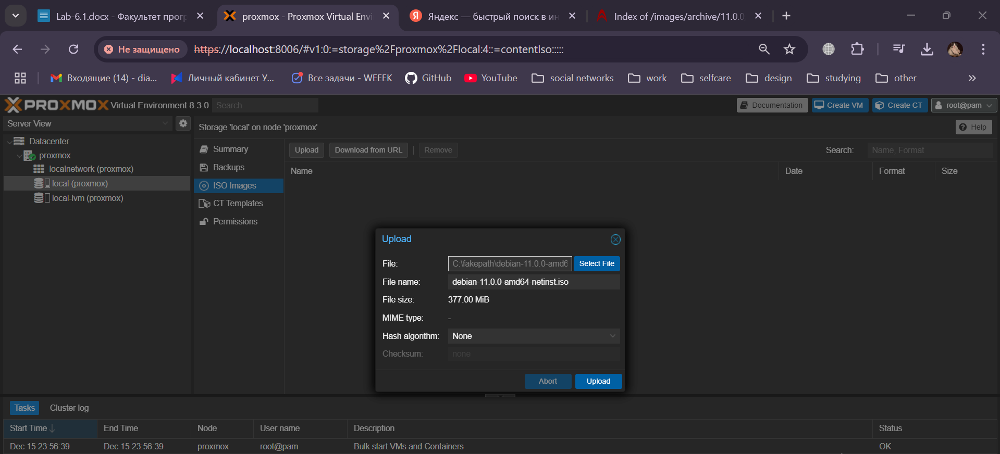 Lab-6.1.docx - Факультет прог
proxmox - Proxmox Virtual Envi
Яндекс — быстрый поиск в ин
Index of /images/archive/11.0.0
Не защищено
https://localhost:8006/#v1:0:=storage%2Fproxmox%2Flocal:4::=contentIso:::::
Входящие (14) - dia...
Личный кабинет У...
Все задачи - WEEEK
GitHub
YouTube
social networks
work
selfcare
design
studying
other
PROXMOX Virtual Environment 8.3.0
Search
Documentation
Create VM
Create CT
root@pam
Server View
Storage 'local' on node 'proxmox'
Help
Datacenter
proxmox
localnetwork (proxmox)
local (proxmox)
local-lvm (proxmox)
Summary
Backups
ISO Images
CT Templates
Permissions
Upload
Download from URL
Remove
Search:
Name, Format
Name
Date
Format
Size
Upload
File:
C:\fakepath\debian-11.0.0-amd6
Select File
File name:
debian-11.0.0-amd64-netinst.iso
File size:
377.00 MiB
MIME type:
-
Hash algorithm:
None
Checksum:
none
Abort
Upload
Tasks
Cluster log
Start Time
End Time
Node
User name
Description
Status
Dec 15 23:56:39
Dec 15 23:56:39
proxmox
root@pam
Bulk start VMs and Containers
OK